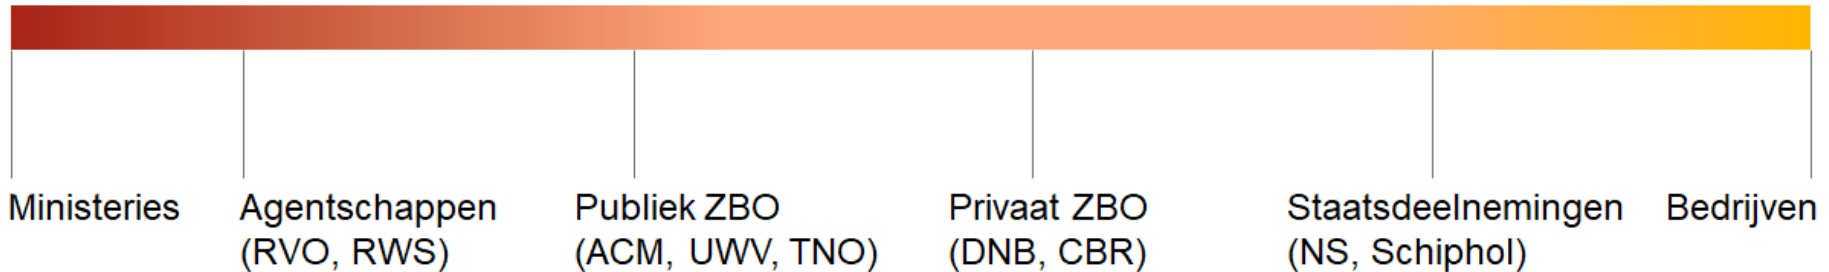 Ministeries
Agentschappen
(RVO, RWS)
Publiek ZBO
(ACM, UWV, TNO)
Privaat ZBO
(DNB, CBR)
Staatsdeelnemingen
(NS, Schiphol)
Bedrijven